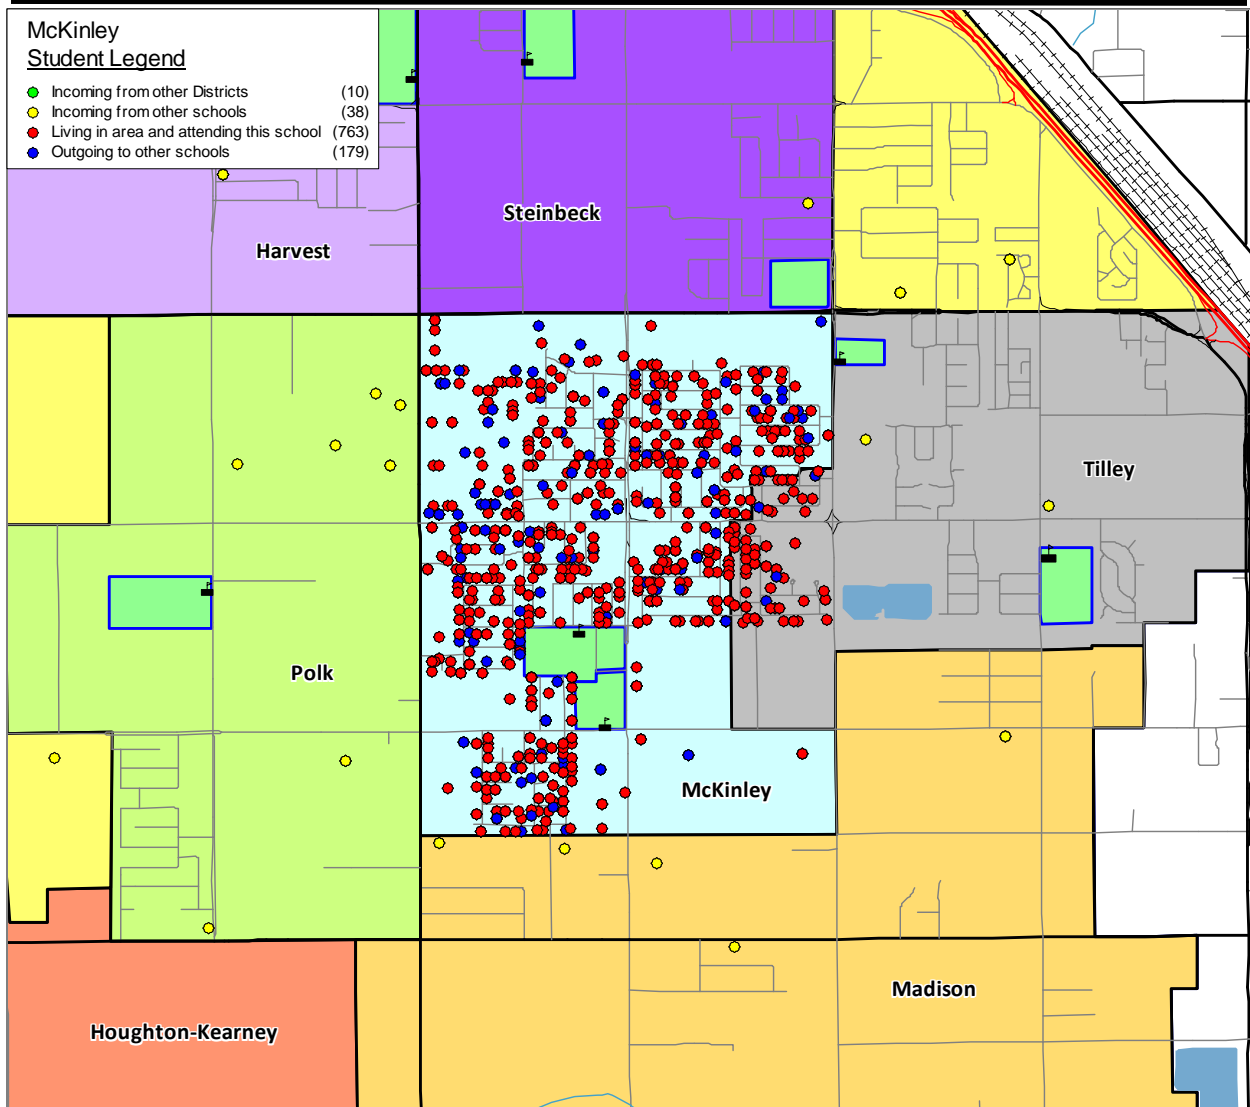 McKinley
Student Legend
Incoming from other Districts (10)
Incoming from other schools (38)
Living in area and attending this school (763)
Outgoing to other schools (179)
Steinbeck
Harvest
Tilley
Polk
McKinley
Madison
Houghton-Kearney